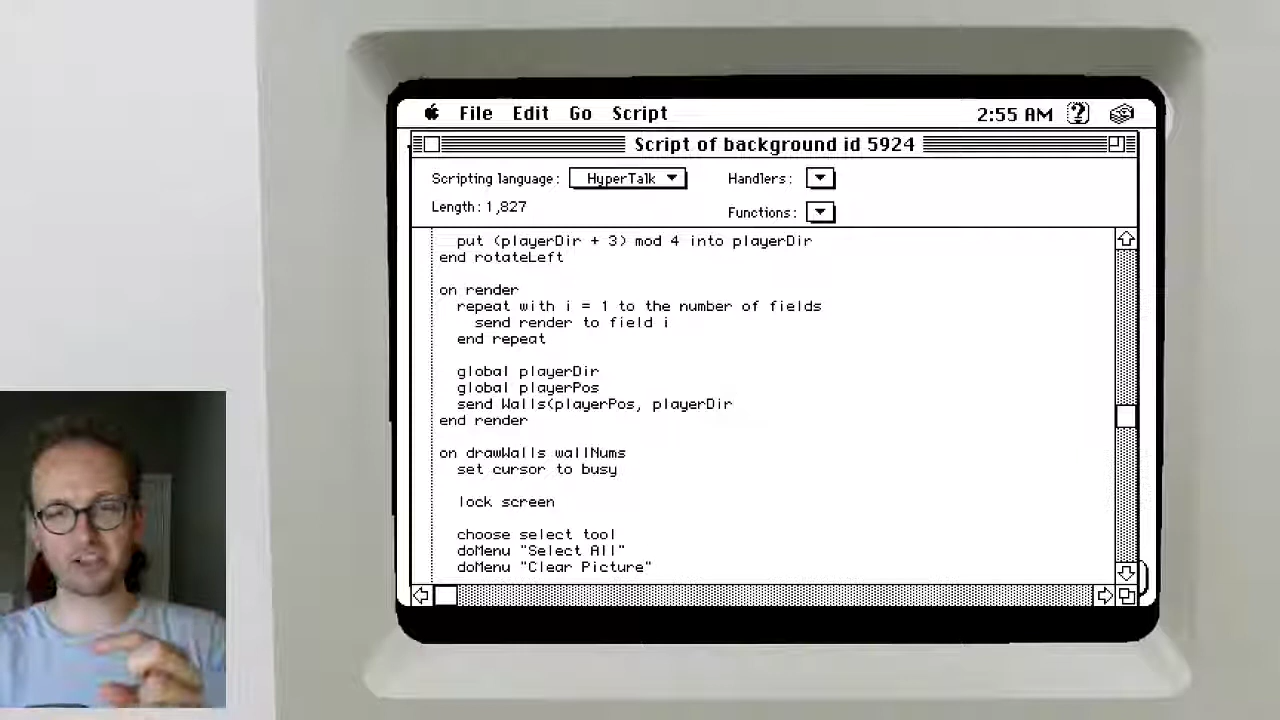 File Edit Go Script 2:55 AM
Script of background id 5924
Scripting language: HyperTalk Handlers:
Length: 1,827
Functions:
put (playerDir + 3) mod 4 into playerDir
end rotateLeft
on render
repeat with i = 1 to the number of fields
send render to field i
end repeat
global playerDir
global playerPos
send Walls(playerPos, playerDir
end render
on drawWalls wallNums
set cursor to busy
lock screen
choose select tool
doMenu "Select All"
doMenu "Clear Picture"